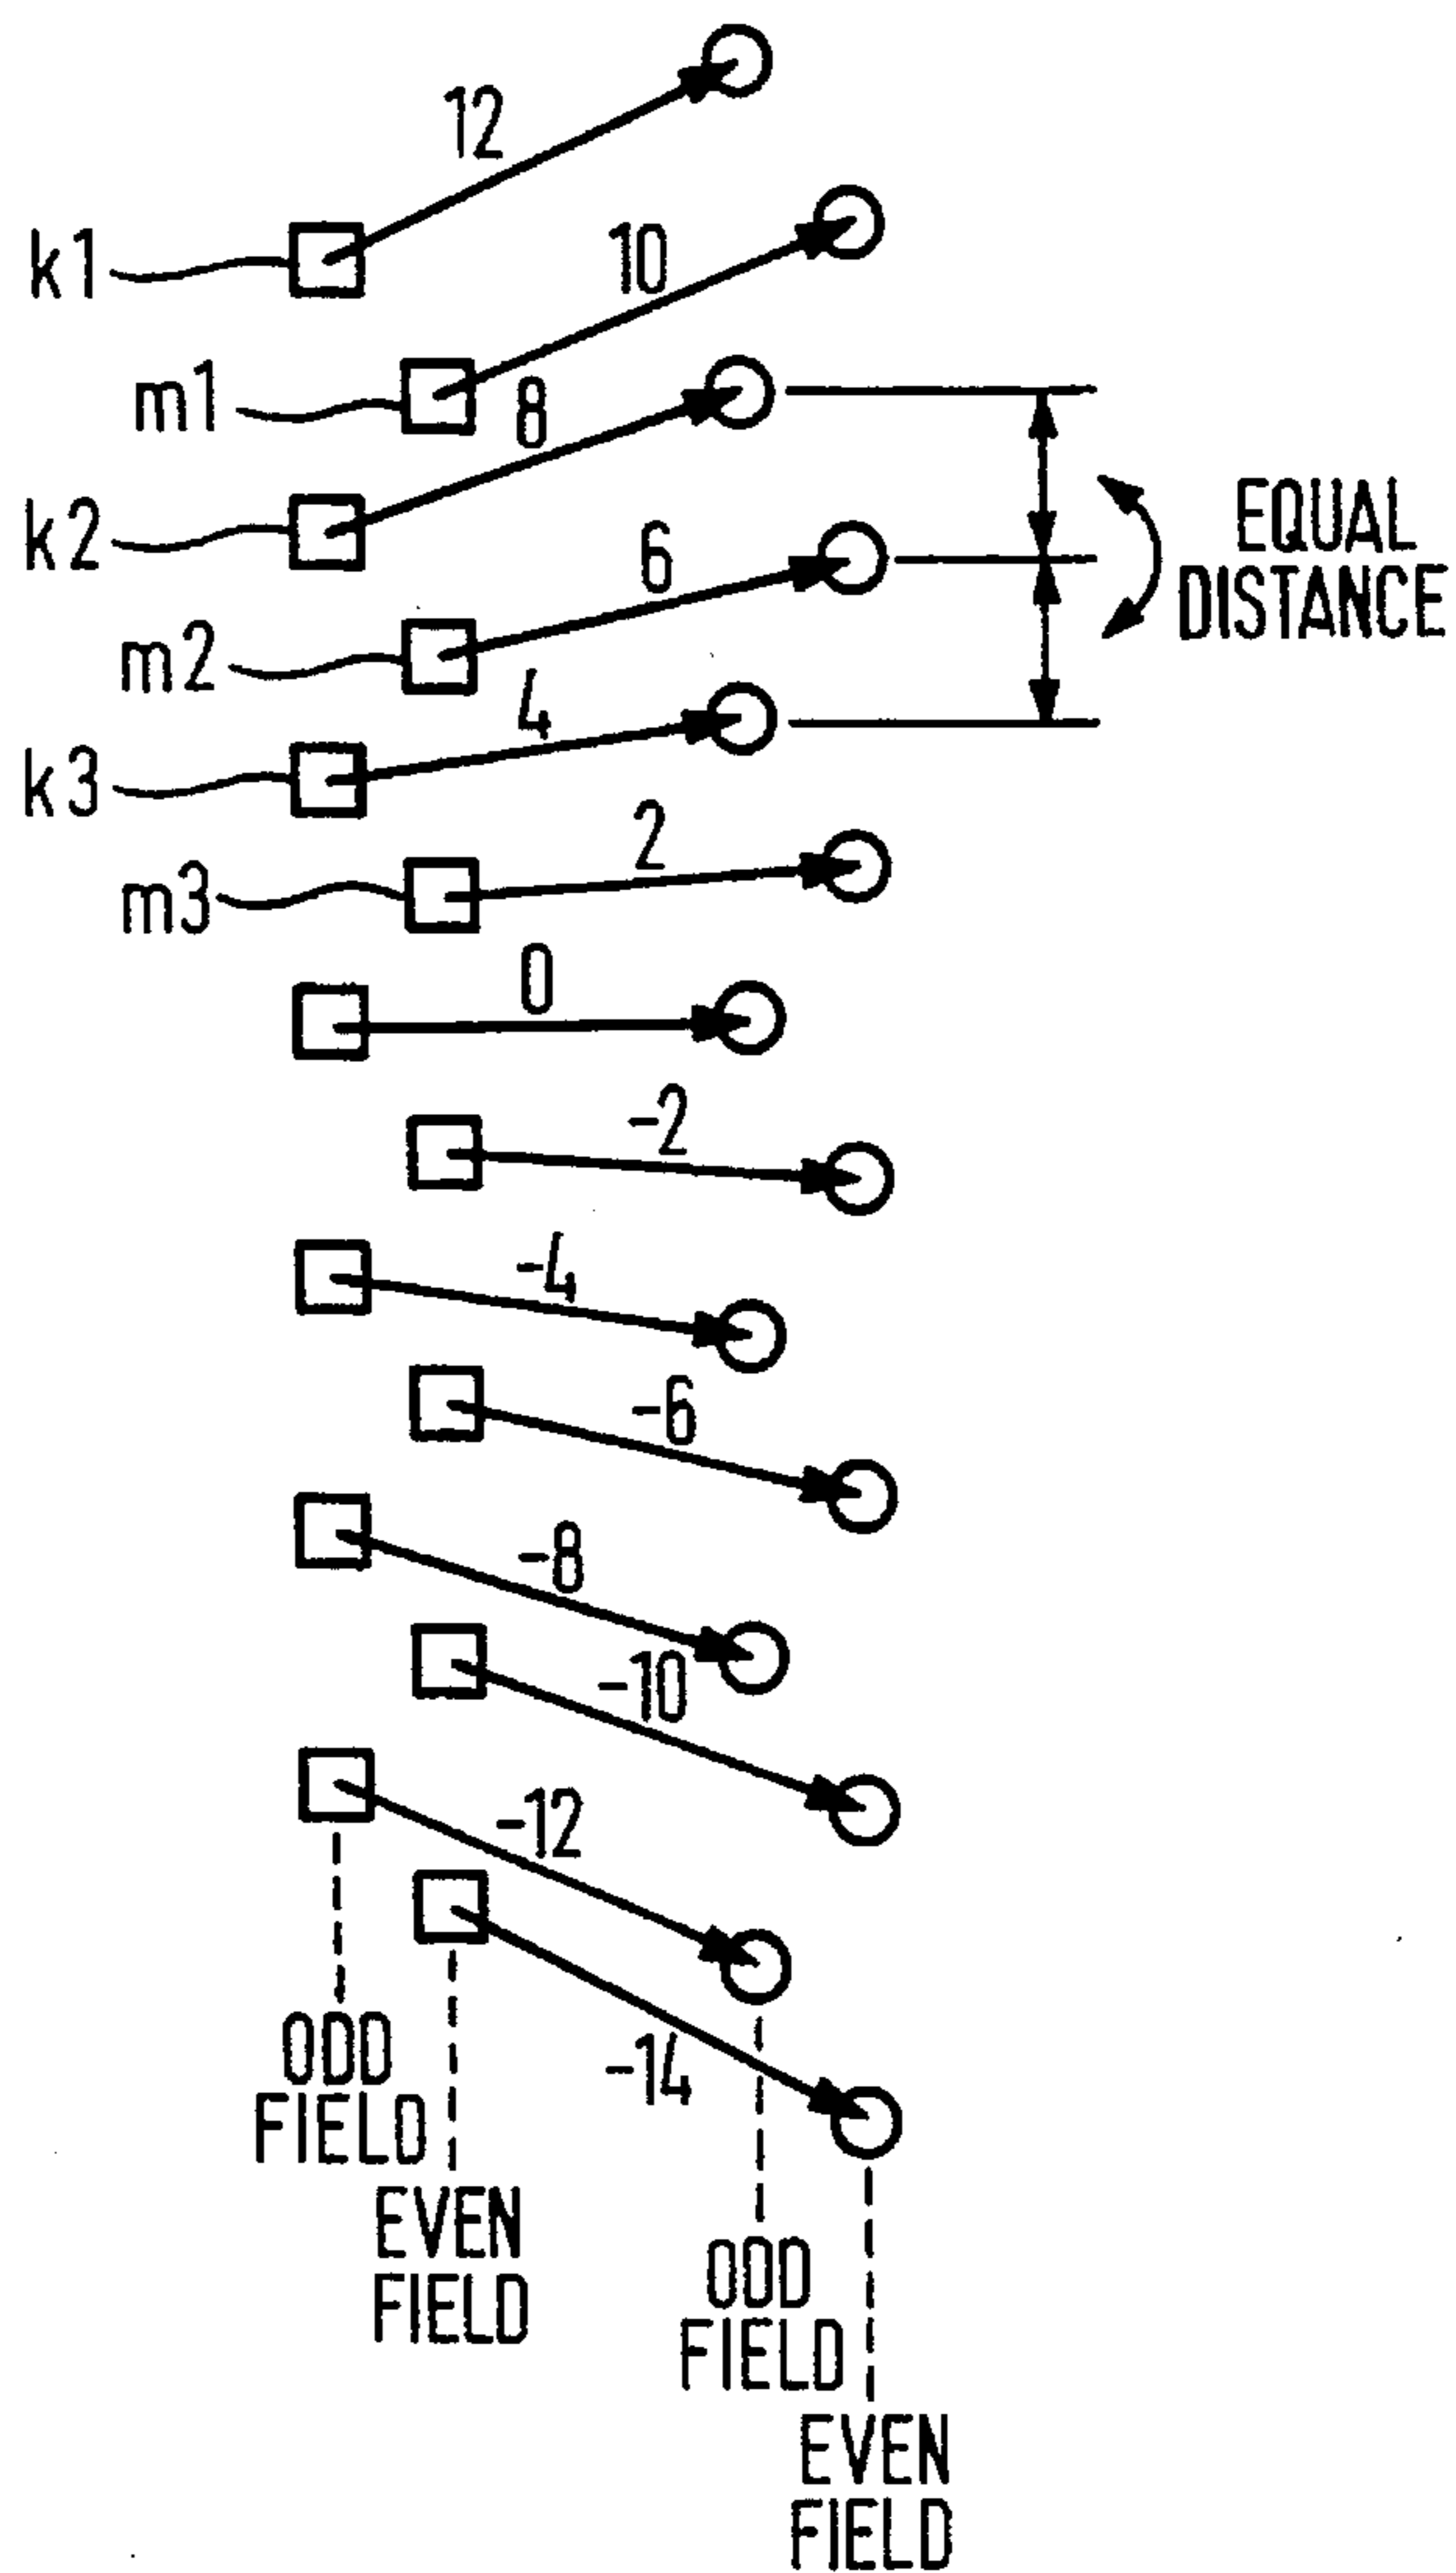 12
k1
10
m1
8
k2
EQUAL
DISTANCE
6
m2
4
k3
2
m3
0
-2
-4
-6
-8
-10
-12
-14
ODD
FIELD
EVEN
FIELD
ODD
FIELD
EVEN
FIELD